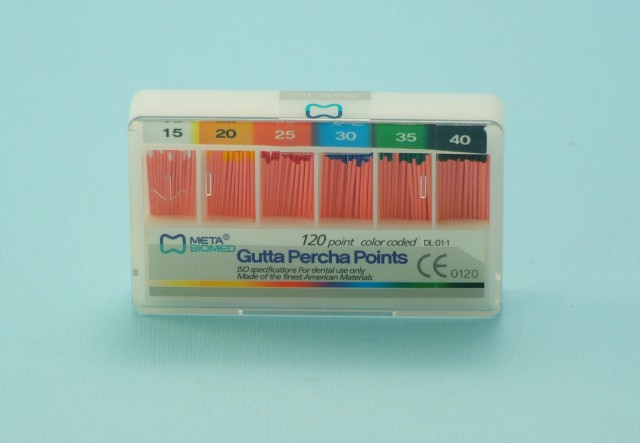 15 20 25 30 35 40
META®
BIOMED
120 point color coded DL-01-1
Gutta Percha Points
ISO specifications For dental use only
Made of the finest American Materials
CE 0120